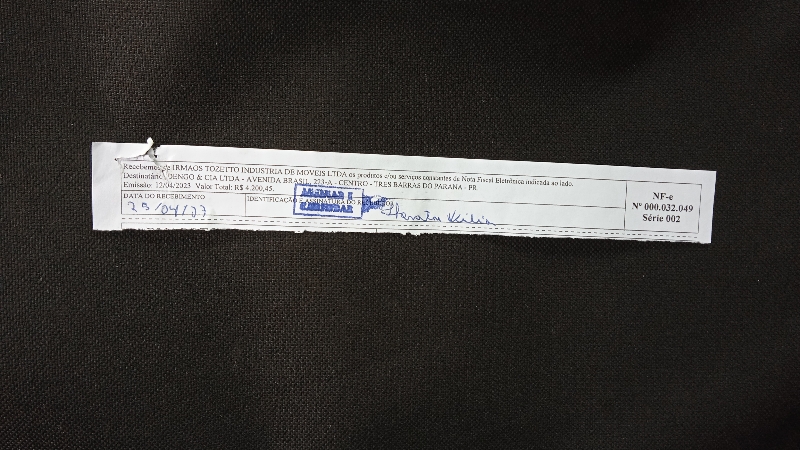 Recebemos de IRMAOS TOZETTO INDUSTRIA DE MOVEIS LTDA os produtos e/ou serviços constantes da Nota Fiscal Eletrônica indicada ao lado.
Destinatário: DENGO & CIA LTDA - AVENIDA BRASIL, 223-A - CENTRO - TRES BARRAS DO PARANA - PR
Emissão: 12/04/2023 Valor Total: R$ 4.200,45.
DATA DO RECEBIMENTO
IDENTIFICAÇÃO E ASSINATURA DO RECEBEDOR
NF-e
Nº 000.032.049
Série 002